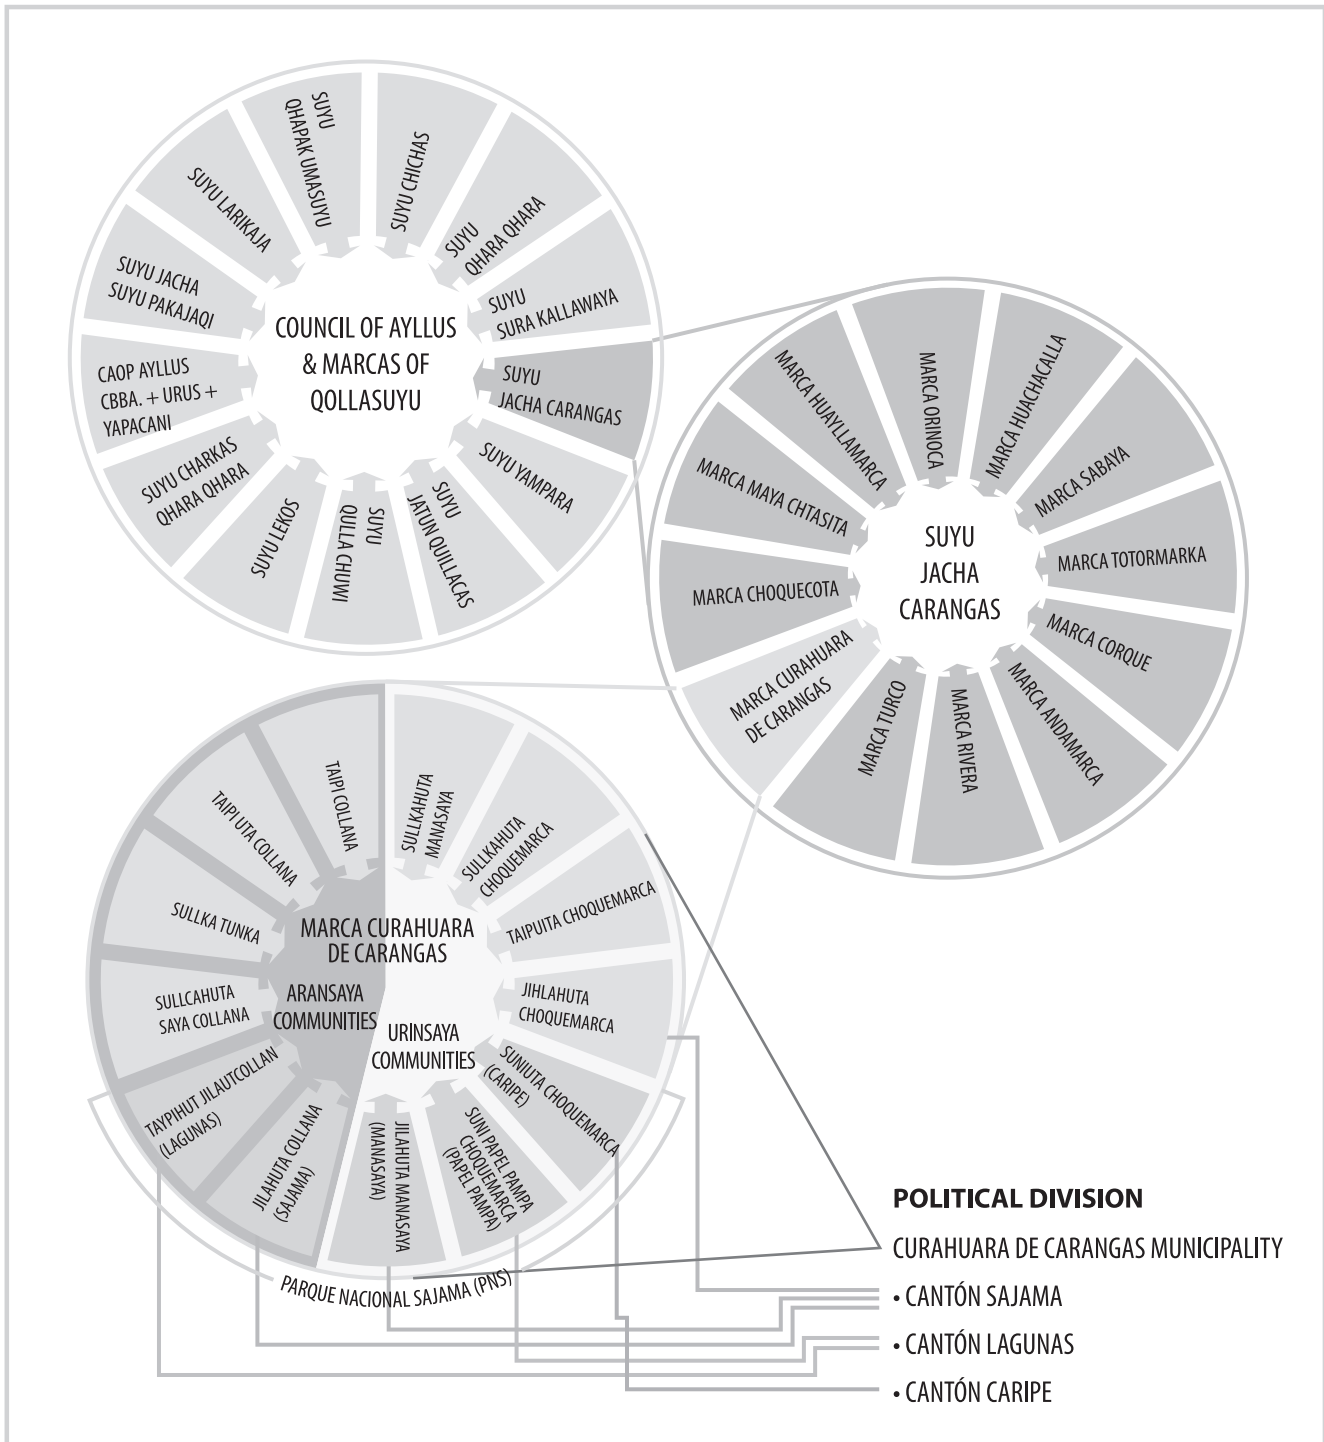 SUYU
QHAPAK UMASUYU
SUYU CHICHAS
SUYU
QHARA QHARA
SUYU
SURA KALLAWAYA
SUYU
JACHA CARANGAS
SUYU YAMPARA
SUYU
JATUN QUILLACAS
SUYU
QULLA CHUWI
SUYU LEKOS
SUYU CHARKAS
QHARA QHARA
CAOP AYLLUS
CBBA. + URUS +
YAPACANI
SUYU JACHA
SUYU PAKAJAQI
SUYU LARIKAJA
COUNCIL OF AYLLUS
& MARCAS OF
QOLLASUYU
MARCA ORINOCA
MARCA HUACHACALLA
MARCA SABAYA
MARCA TOTORMARKA
MARCA CORQUE
MARCA ANDAMARCA
MARCA RIVERA
MARCA TURCO
MARCA CURAHUARA
DE CARANGAS
MARCA CHOQUECOTA
MARCA MAYA CHTASITA
MARCA HUAYLLAMARCA
SUYU
JACHA
CARANGAS
TAIPI COLLANA
SULLKAHUTA
MANASAYA
SULLKAHUTA
CHOQUEMARCA
TAIPUITA CHOQUEMARCA
JIHLAHUTA
CHOQUEMARCA
SUNIUTA CHOQUEMARCA
(CARIPE)
SUNI PAPEL PAMPA
CHOQUEMARCA
(PAPEL PAMPA)
JILAHUTA MANASAYA
(MANASAYA)
JILAHUTA COLLANA
(SAJAMA)
TAYPIHUT JILAUTCOLLAN
(LAGUNAS)
SULLCAHUTA
SAYA COLLANA
SULLKA TUNKA
TAIPI UTA COLLANA
MARCA CURAHUARA
DE CARANGAS
ARANSAYA
COMMUNITIES
URINSAYA
COMMUNITIES
PARQUE NACIONAL SAJAMA (PNS)
POLITICAL DIVISION
CURAHUARA DE CARANGAS MUNICIPALITY
• CANTÓN SAJAMA
• CANTÓN LAGUNAS
• CANTÓN CARIPE